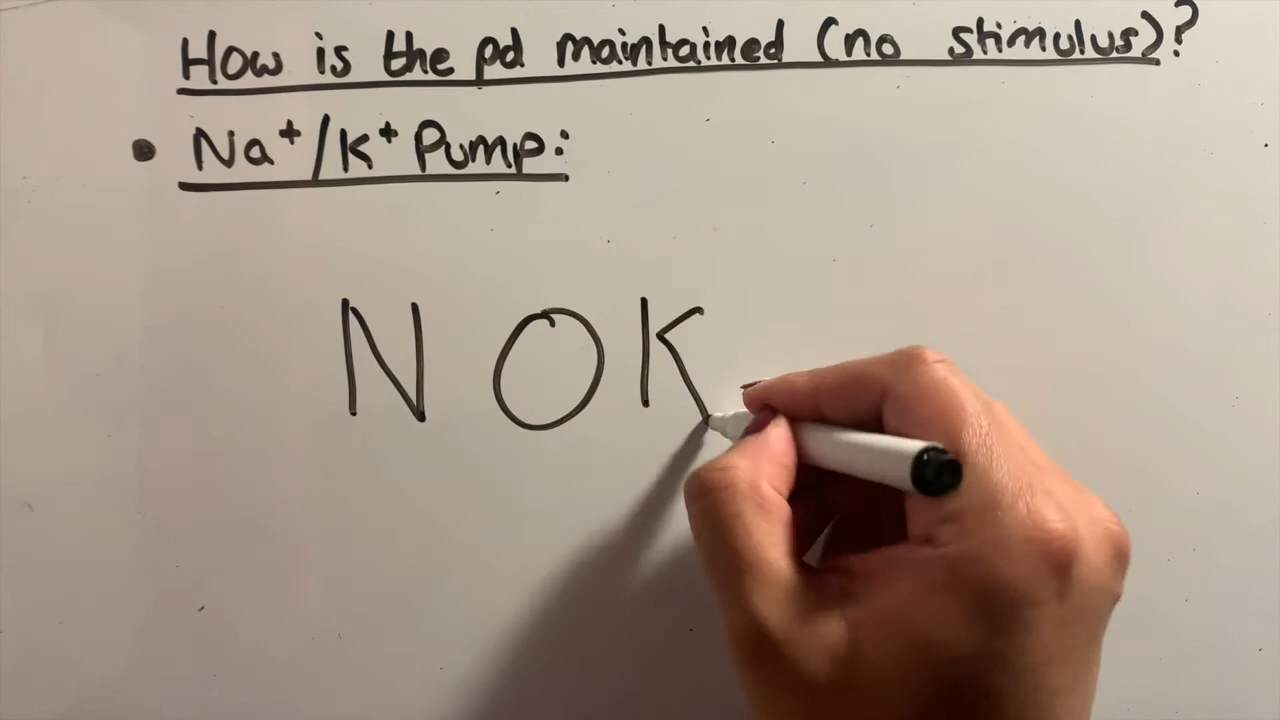 How is the pd maintained (no stimulus)?
• Na⁺/K⁺ Pump:
N O K